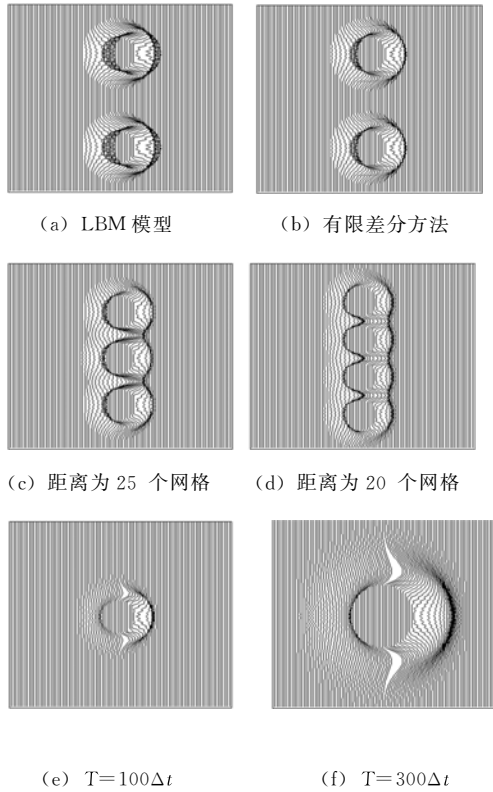 (a) LBM 模型
(b) 有限差分方法
(c) 距离为 25 个网格
(d) 距离为 20 个网格
(e) T=100Δt
(f) T=300Δt